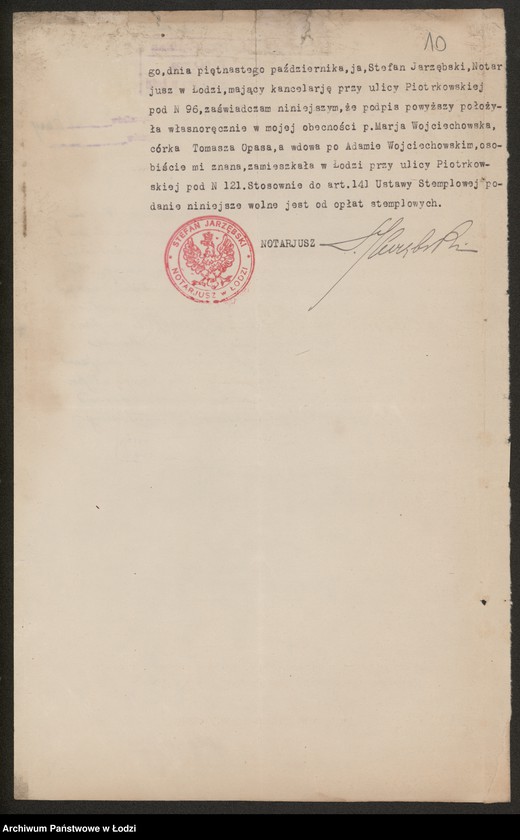 10
go,dnia piętnastego października,ja,Stefan Jarzębski,Notar
jusz w Łodzi,mający kancelarję przy ulicy Piotrkowskiej
pod N 96,zaświadczam niniejszym,że podpis powyższy położy-
ła własnoręcznie w mojej obecności p.Marja Wojciechowska,
córka Tomasza Opasa,a wdowa po Adamie Wojciechowskim,oso-
biście mi znana,zamieszkała w Łodzi przy ulicy Piotrkow-
skiej pod N 121.Stosownie do art.141 Ustawy Stemplowej po-
danie niniejsze wolne jest od opłat stemplowych.
NOTARJUSZ
S. Jarzębski
STEFAN JARZĘBSKI
NOTARJUSZ w ŁODZI
Archiwum Państwowe w Łodzi